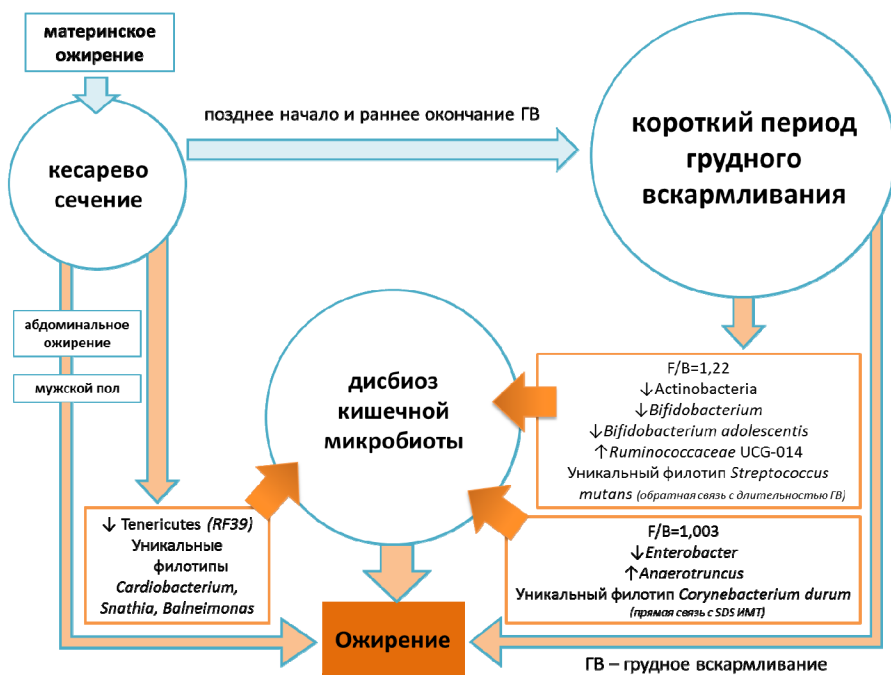 материнское
ожирение
позднее начало и раннее окончание ГВ
короткий период
грудного
вскармливания
кесарево
сечение
абдоминальное
ожирение
мужской пол
дисбиоз
кишечной
микробиоты
F/B=1,22
↓Actinobacteria
↓Bifidobacterium
↓Bifidobacterium adolescentis
↑Ruminococcaceae UCG-014
Уникальный филотип Streptococcus
mutans (обратная связь с длительностью ГВ)
↓ Tenericutes (RF39)
Уникальные
филотипы
Cardiobacterium,
Snathia, Balneimonas
F/B=1,003
↓Enterobacter
↑Anaerotruncus
Уникальный филотип Corynebacterium durum
(прямая связь с SDS ИМТ)
Ожирение
ГВ – грудное вскармливание